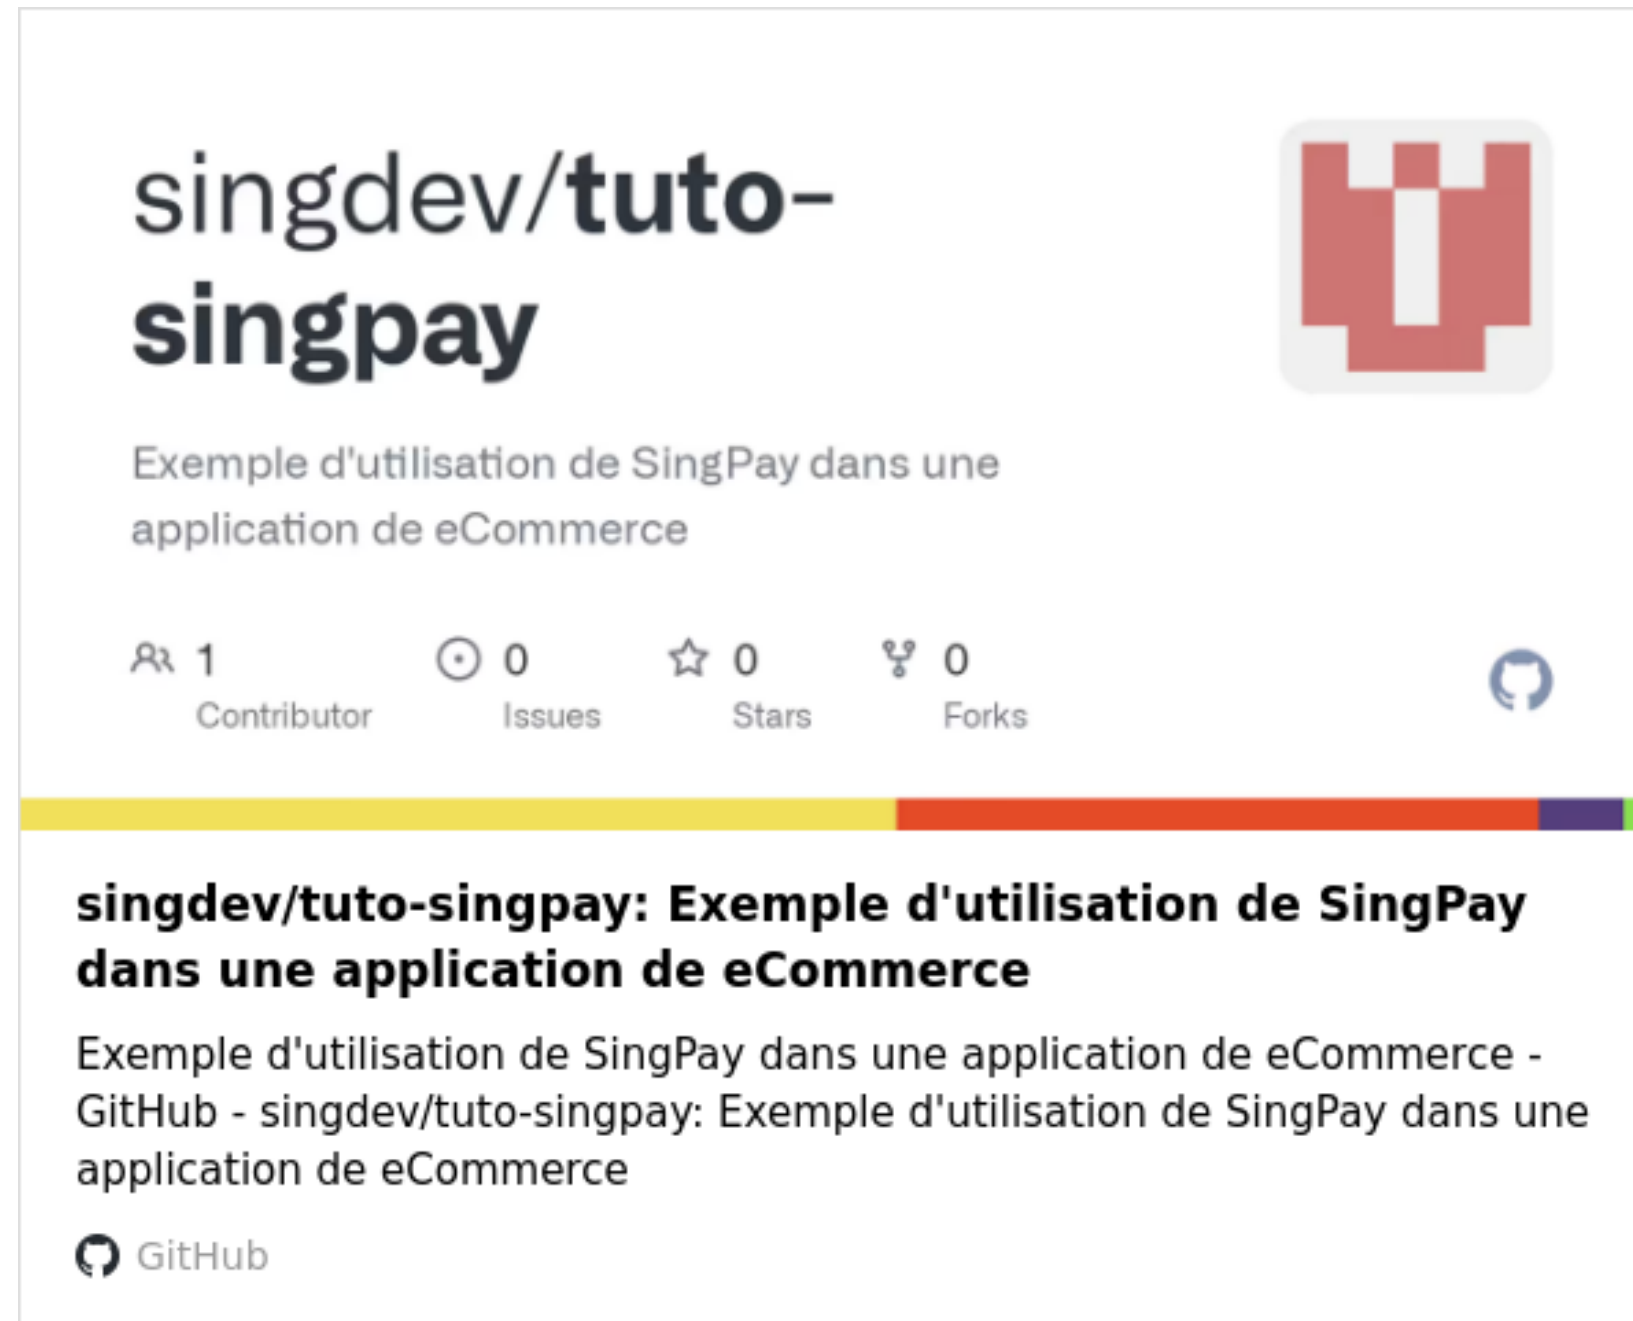 singdev/tuto-
singpay
Exemple d'utilisation de SingPay dans une
application de eCommerce
1 0 0 0
Contributor Issues Stars Forks
singdev/tuto-singpay: Exemple d'utilisation de SingPay
dans une application de eCommerce
Exemple d'utilisation de SingPay dans une application de eCommerce -
GitHub - singdev/tuto-singpay: Exemple d'utilisation de SingPay dans une
application de eCommerce
GitHub